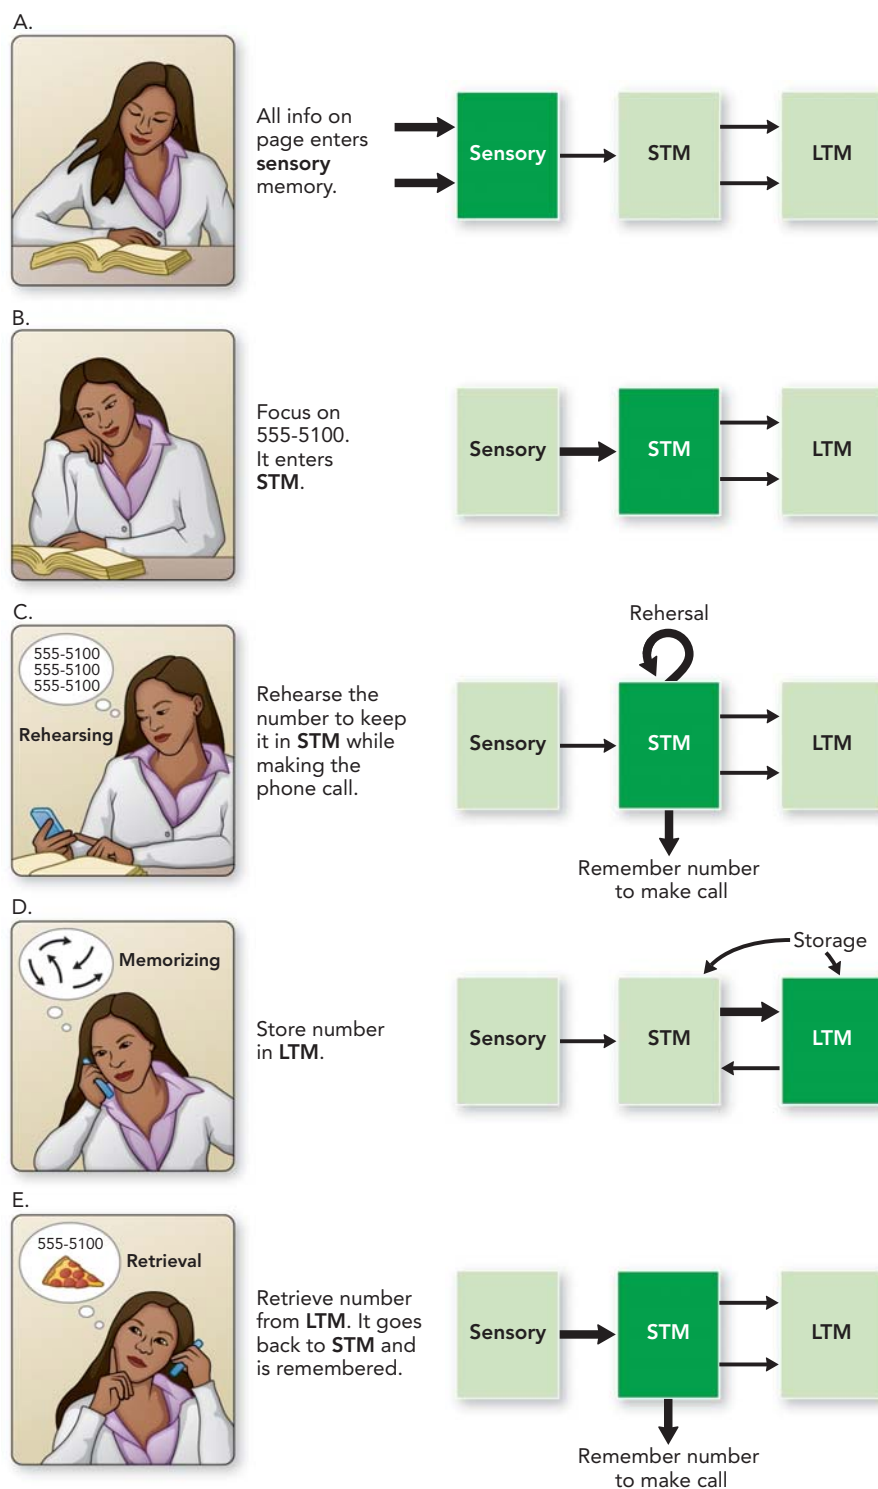 A.
All info on
page enters
sensory
memory.
Sensory
STM
LTM
B.
Focus on
555-5100.
It enters
STM.
Sensory
STM
LTM
C.
555-5100
555-5100
555-5100
Rehearsing
Rehearse the
number to keep
it in STM while
making the
phone call.
Rehersal
Sensory
STM
LTM
Remember number
to make call
D.
Memorizing
Store number
in LTM.
Storage
Sensory
STM
LTM
E.
555-5100
Retrieval
Retrieve number
from LTM. It goes
back to STM and
is remembered.
Sensory
STM
LTM
Remember number
to make call